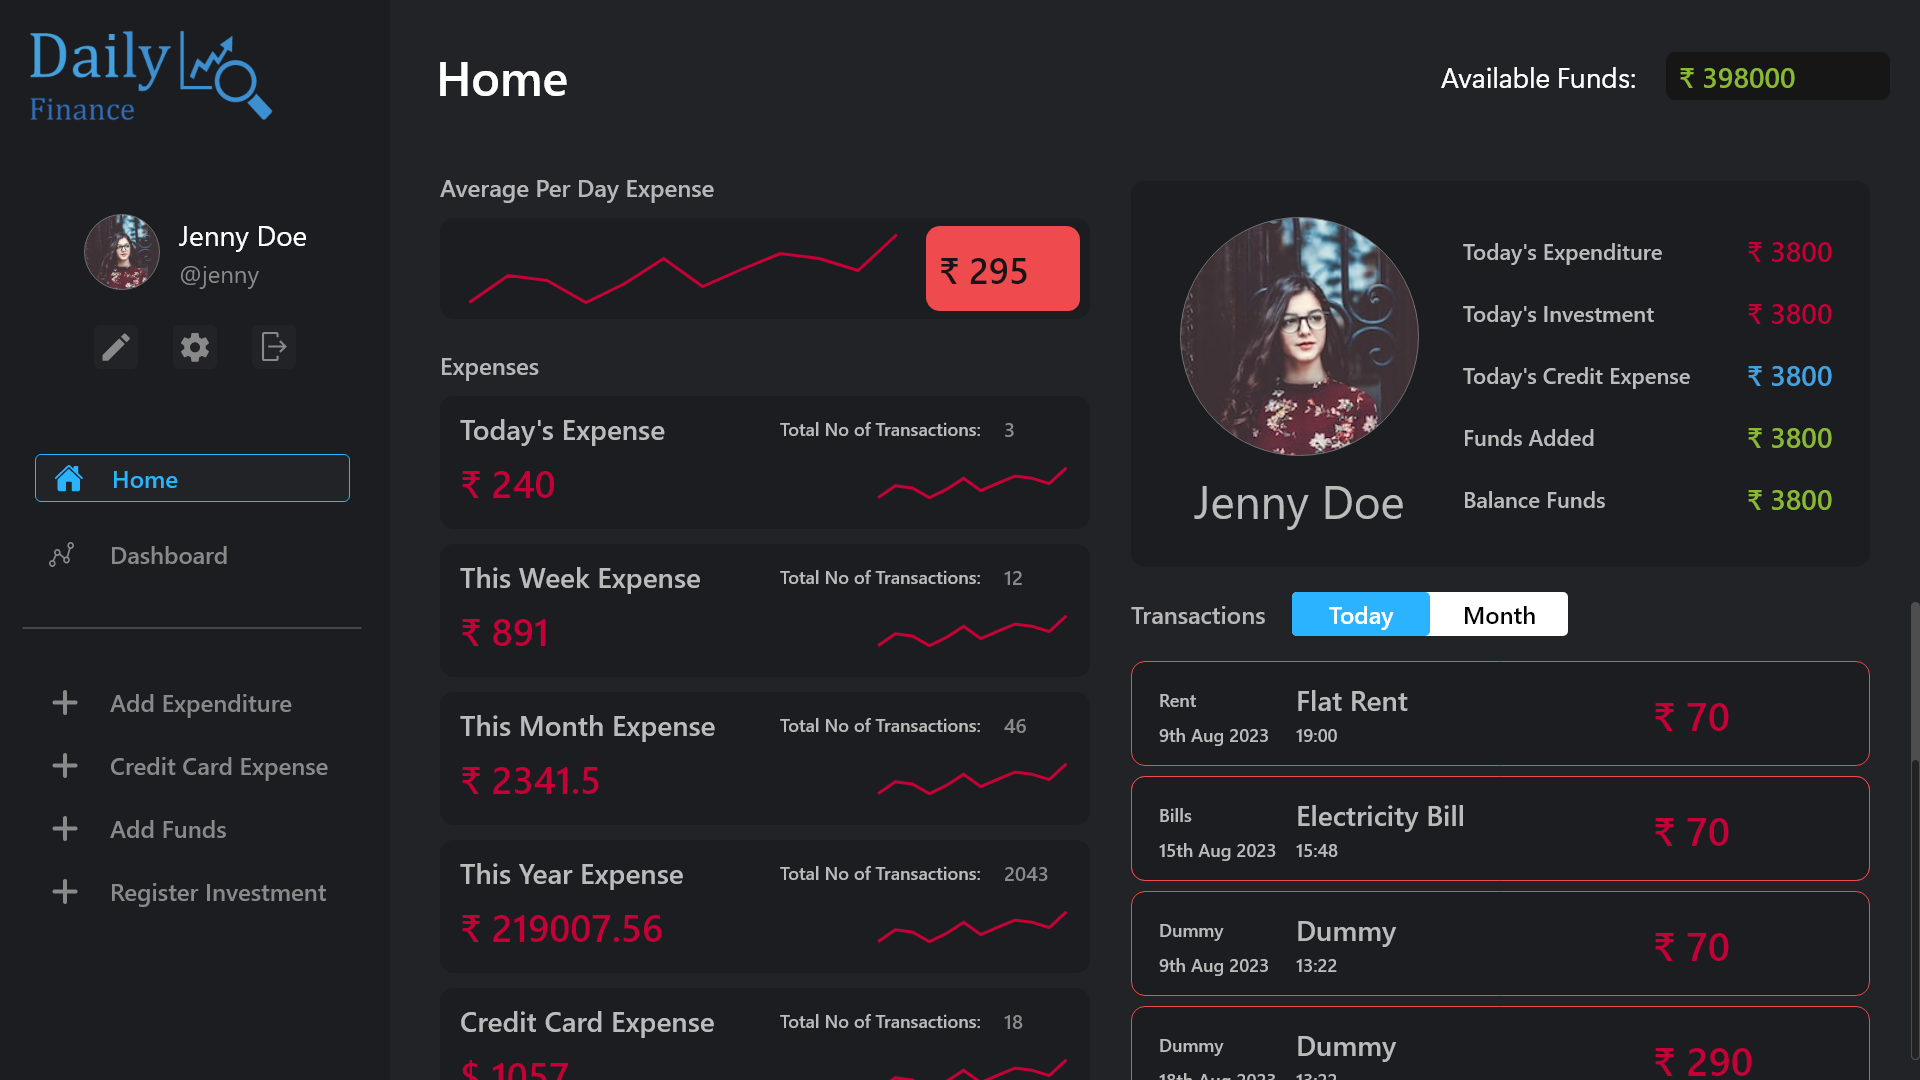 Daily
Finance
Jenny Doe
@jenny
Home
Dashboard
Add Expenditure
Credit Card Expense
Add Funds
Register Investment
Home
Available Funds: ₹ 398000
Average Per Day Expense
₹ 295
Expenses
Today's Expense Total No of Transactions: 3
₹ 240
This Week Expense Total No of Transactions: 12
₹ 891
This Month Expense Total No of Transactions: 46
₹ 2341.5
This Year Expense Total No of Transactions: 2043
₹ 219007.56
Credit Card Expense Total No of Transactions: 18
$ 1057
Jenny Doe
Today's Expenditure ₹ 3800
Today's Investment ₹ 3800
Today's Credit Expense ₹ 3800
Funds Added ₹ 3800
Balance Funds ₹ 3800
Transactions Today Month
Rent Flat Rent ₹ 70
9th Aug 2023 19:00
Bills Electricity Bill ₹ 70
15th Aug 2023 15:48
Dummy Dummy ₹ 70
9th Aug 2023 13:22
Dummy Dummy ₹ 290
18th Aug 2023 13:22